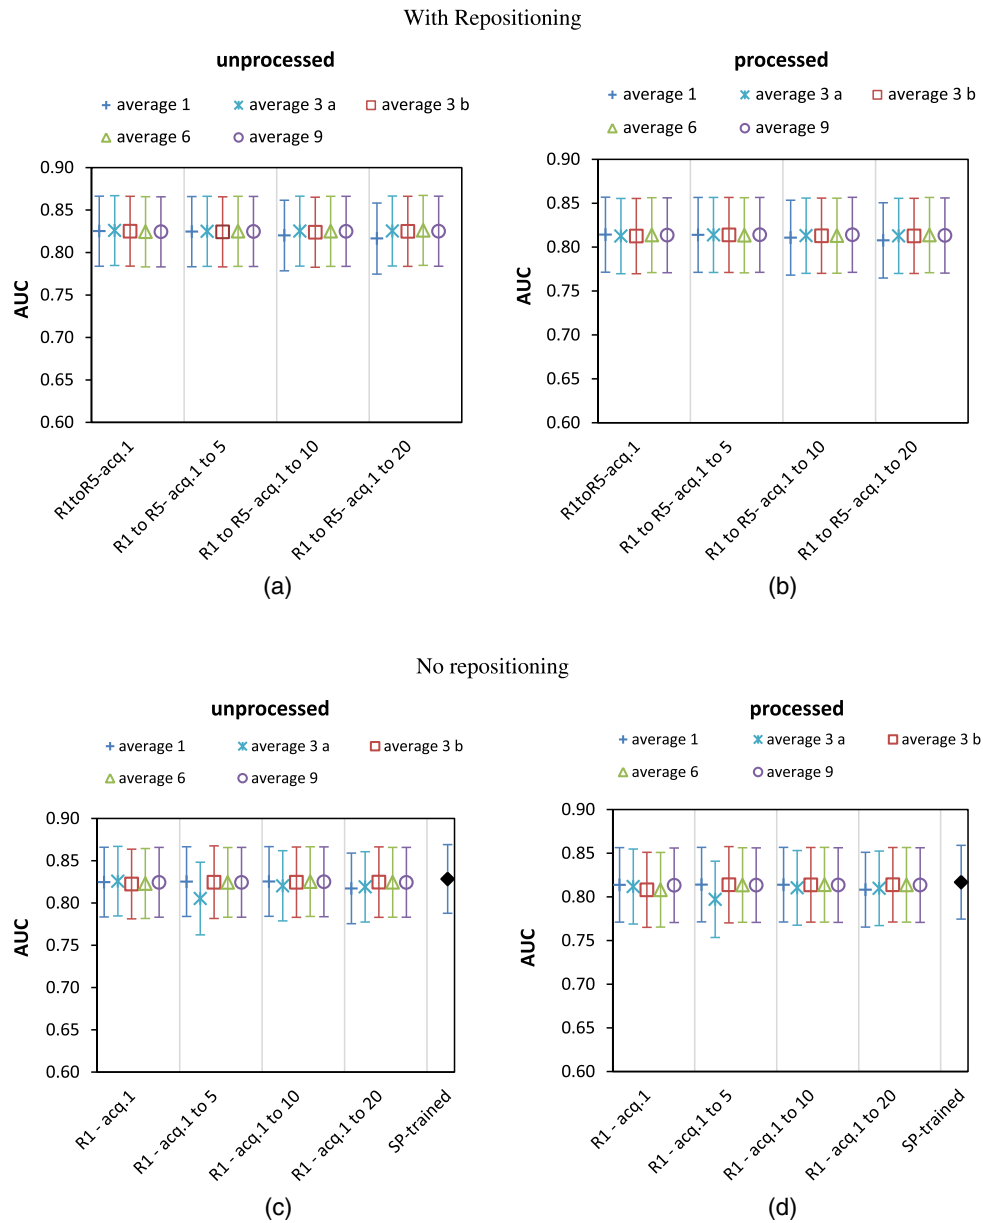 With Repositioning
unprocessed
average 1 average 3 a average 3 b
average 6 average 9
AUC
0.90
0.85
0.80
0.75
0.70
0.65
0.60
R1toR5-acq.1
R1 to R5- acq.1 to 5
R1 to R5- acq.1 to 10
R1 to R5- acq.1 to 20
(a)
processed
average 1 average 3 a average 3 b
average 6 average 9
AUC
0.90
0.85
0.80
0.75
0.70
0.65
0.60
R1toR5-acq.1
R1 to R5- acq.1 to 5
R1 to R5- acq.1 to 10
R1 to R5- acq.1 to 20
(b)
No repositioning
unprocessed
average 1 average 3 a average 3 b
average 6 average 9
AUC
0.90
0.85
0.80
0.75
0.70
0.65
0.60
R1 - acq.1
R1 - acq.1 to 5
R1 - acq.1 to 10
R1 - acq.1 to 20
SP-trained
(c)
processed
average 1 average 3 a average 3 b
average 6 average 9
AUC
0.90
0.85
0.80
0.75
0.70
0.65
0.60
R1 - acq.1
R1 - acq.1 to 5
R1 - acq.1 to 10
R1 - acq.1 to 20
SP-trained
(d)